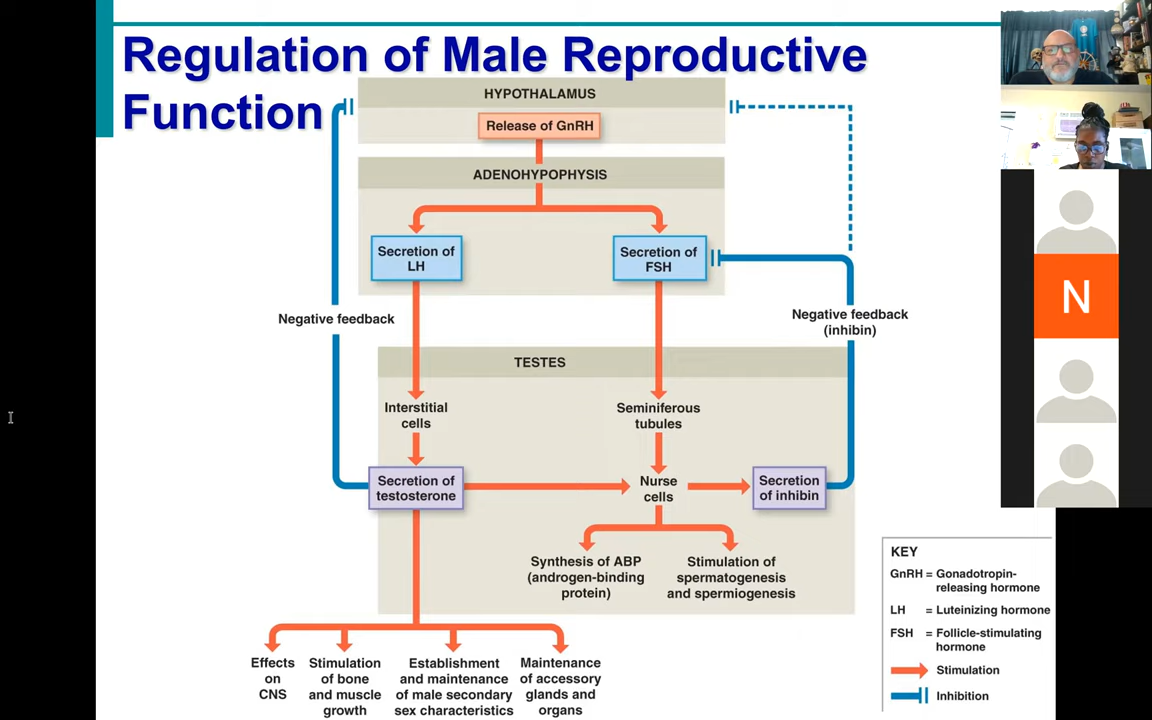 Regulation of Male Reproductive
Function
HYPOTHALAMUS
Release of GnRH
ADENOHYPOPHYSIS
Secretion of
LH
Secretion of
FSH
Negative feedback
Negative feedback
(inhibin)
TESTES
Interstitial
cells
Seminiferous
tubules
Secretion of
testosterone
Nurse
cells
Secretion
of inhibin
Synthesis of ABP
(androgen-binding
protein)
Stimulation of
spermatogenesis
and spermiogenesis
Effects
on
CNS
Stimulation
of bone
and muscle
growth
Establishment
and maintenance
of male secondary
sex characteristics
Maintenance
of accessory
glands and
organs
KEY
GnRH = Gonadotropin-
releasing hormone
LH = Luteinizing hormone
FSH = Follicle-stimulating
hormone
Stimulation
Inhibition
N